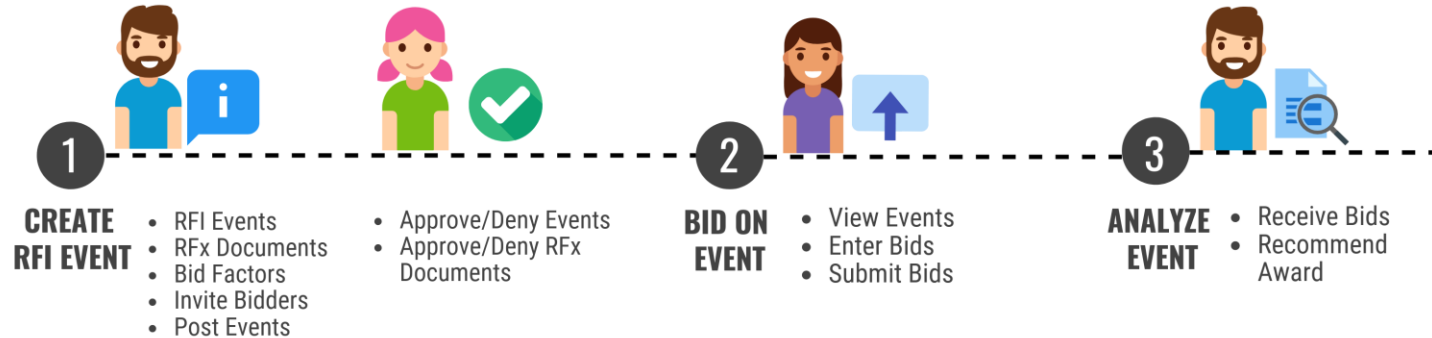 1
CREATE
RFI EVENT
• RFI Events
• RFx Documents
• Bid Factors
• Invite Bidders
• Post Events
• Approve/Deny Events
• Approve/Deny RFx
Documents
2
BID ON
EVENT
• View Events
• Enter Bids
• Submit Bids
3
ANALYZE
EVENT
• Receive Bids
• Recommend
Award
i